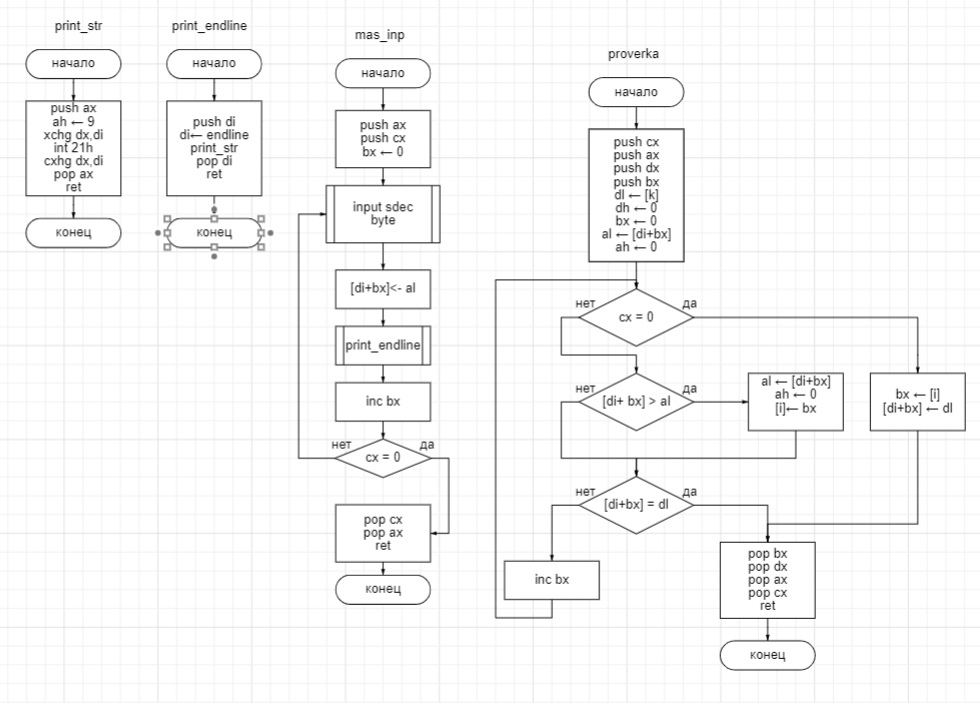 print_str
начало
push ax
ah ← 9
xchg dx,di
int 21h
cxhg dx,di
pop ax
ret
конец
print_endline
начало
push di
di← endline
print_str
pop di
ret
конец
mas_inp
начало
push ax
push cx
bx ← 0
input sdec
byte
[di+bx]<- al
print_endline
inc bx
нет
да
cx = 0
pop cx
pop ax
ret
конец
proverka
начало
push cx
push ax
push dx
push bx
dl ← [k]
dh ← 0
bx ← 0
al ← [di+bx]
ah ← 0
нет
да
cx = 0
нет
да
[di+ bx] > al
al ← [di+bx]
ah ← 0
[i]← bx
bx ← [i]
[di+bx] ← dl
нет
да
[di+bx] = dl
inc bx
pop bx
pop dx
pop ax
pop cx
ret
конец